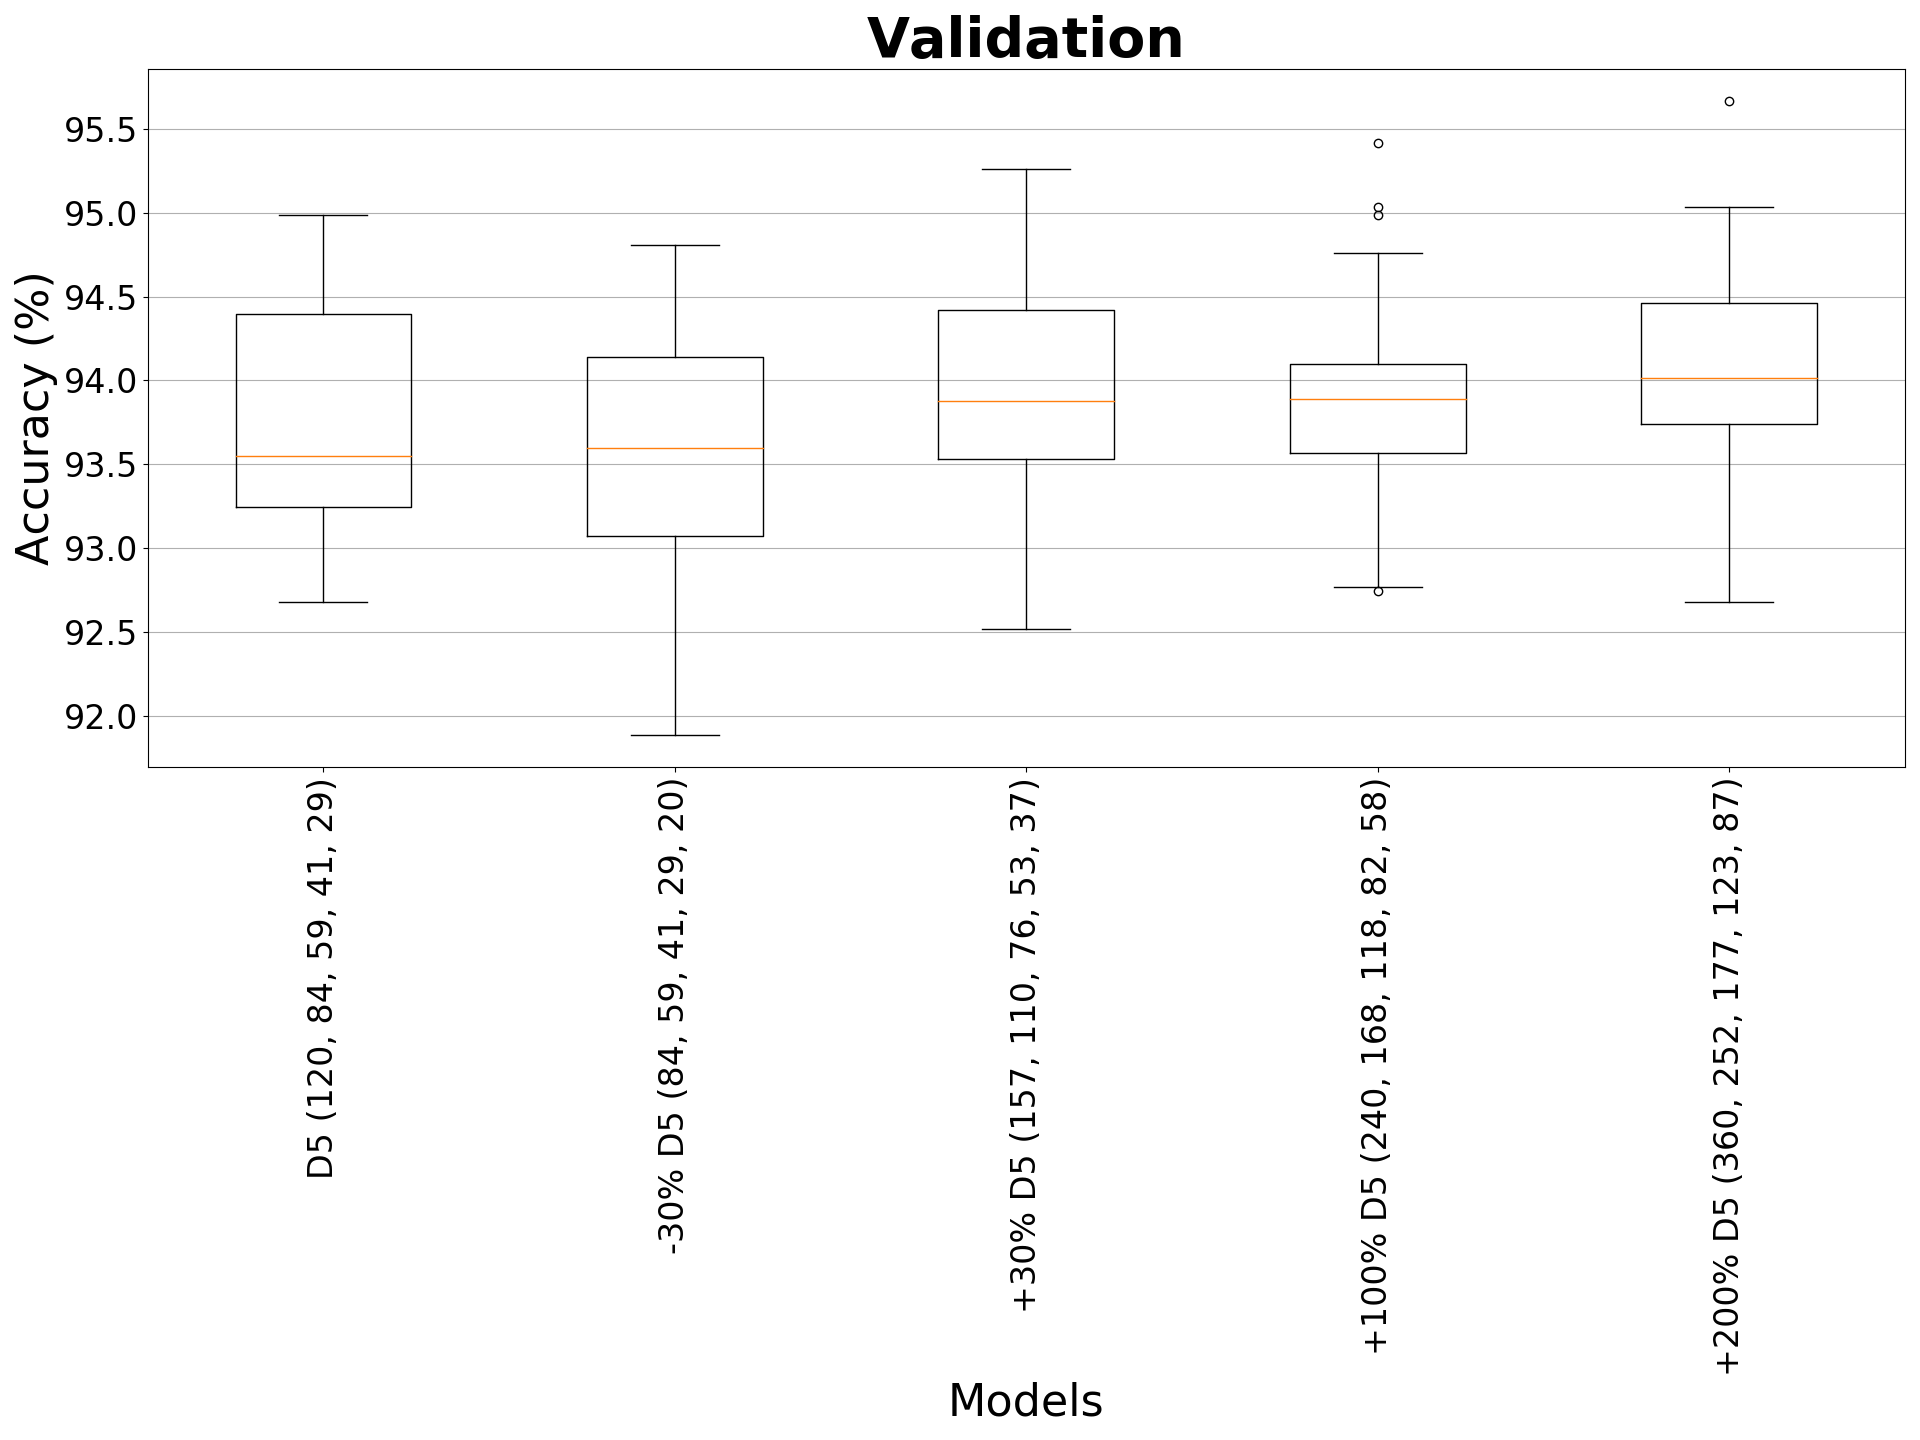 Validation
Accuracy (%)
95.5
95.0
94.5
94.0
93.5
93.0
92.5
92.0
D5 (120, 84, 59, 41, 29)
-30% D5 (84, 59, 41, 29, 20)
+30% D5 (157, 110, 76, 53, 37)
+100% D5 (240, 168, 118, 82, 58)
+200% D5 (360, 252, 177, 123, 87)
Models